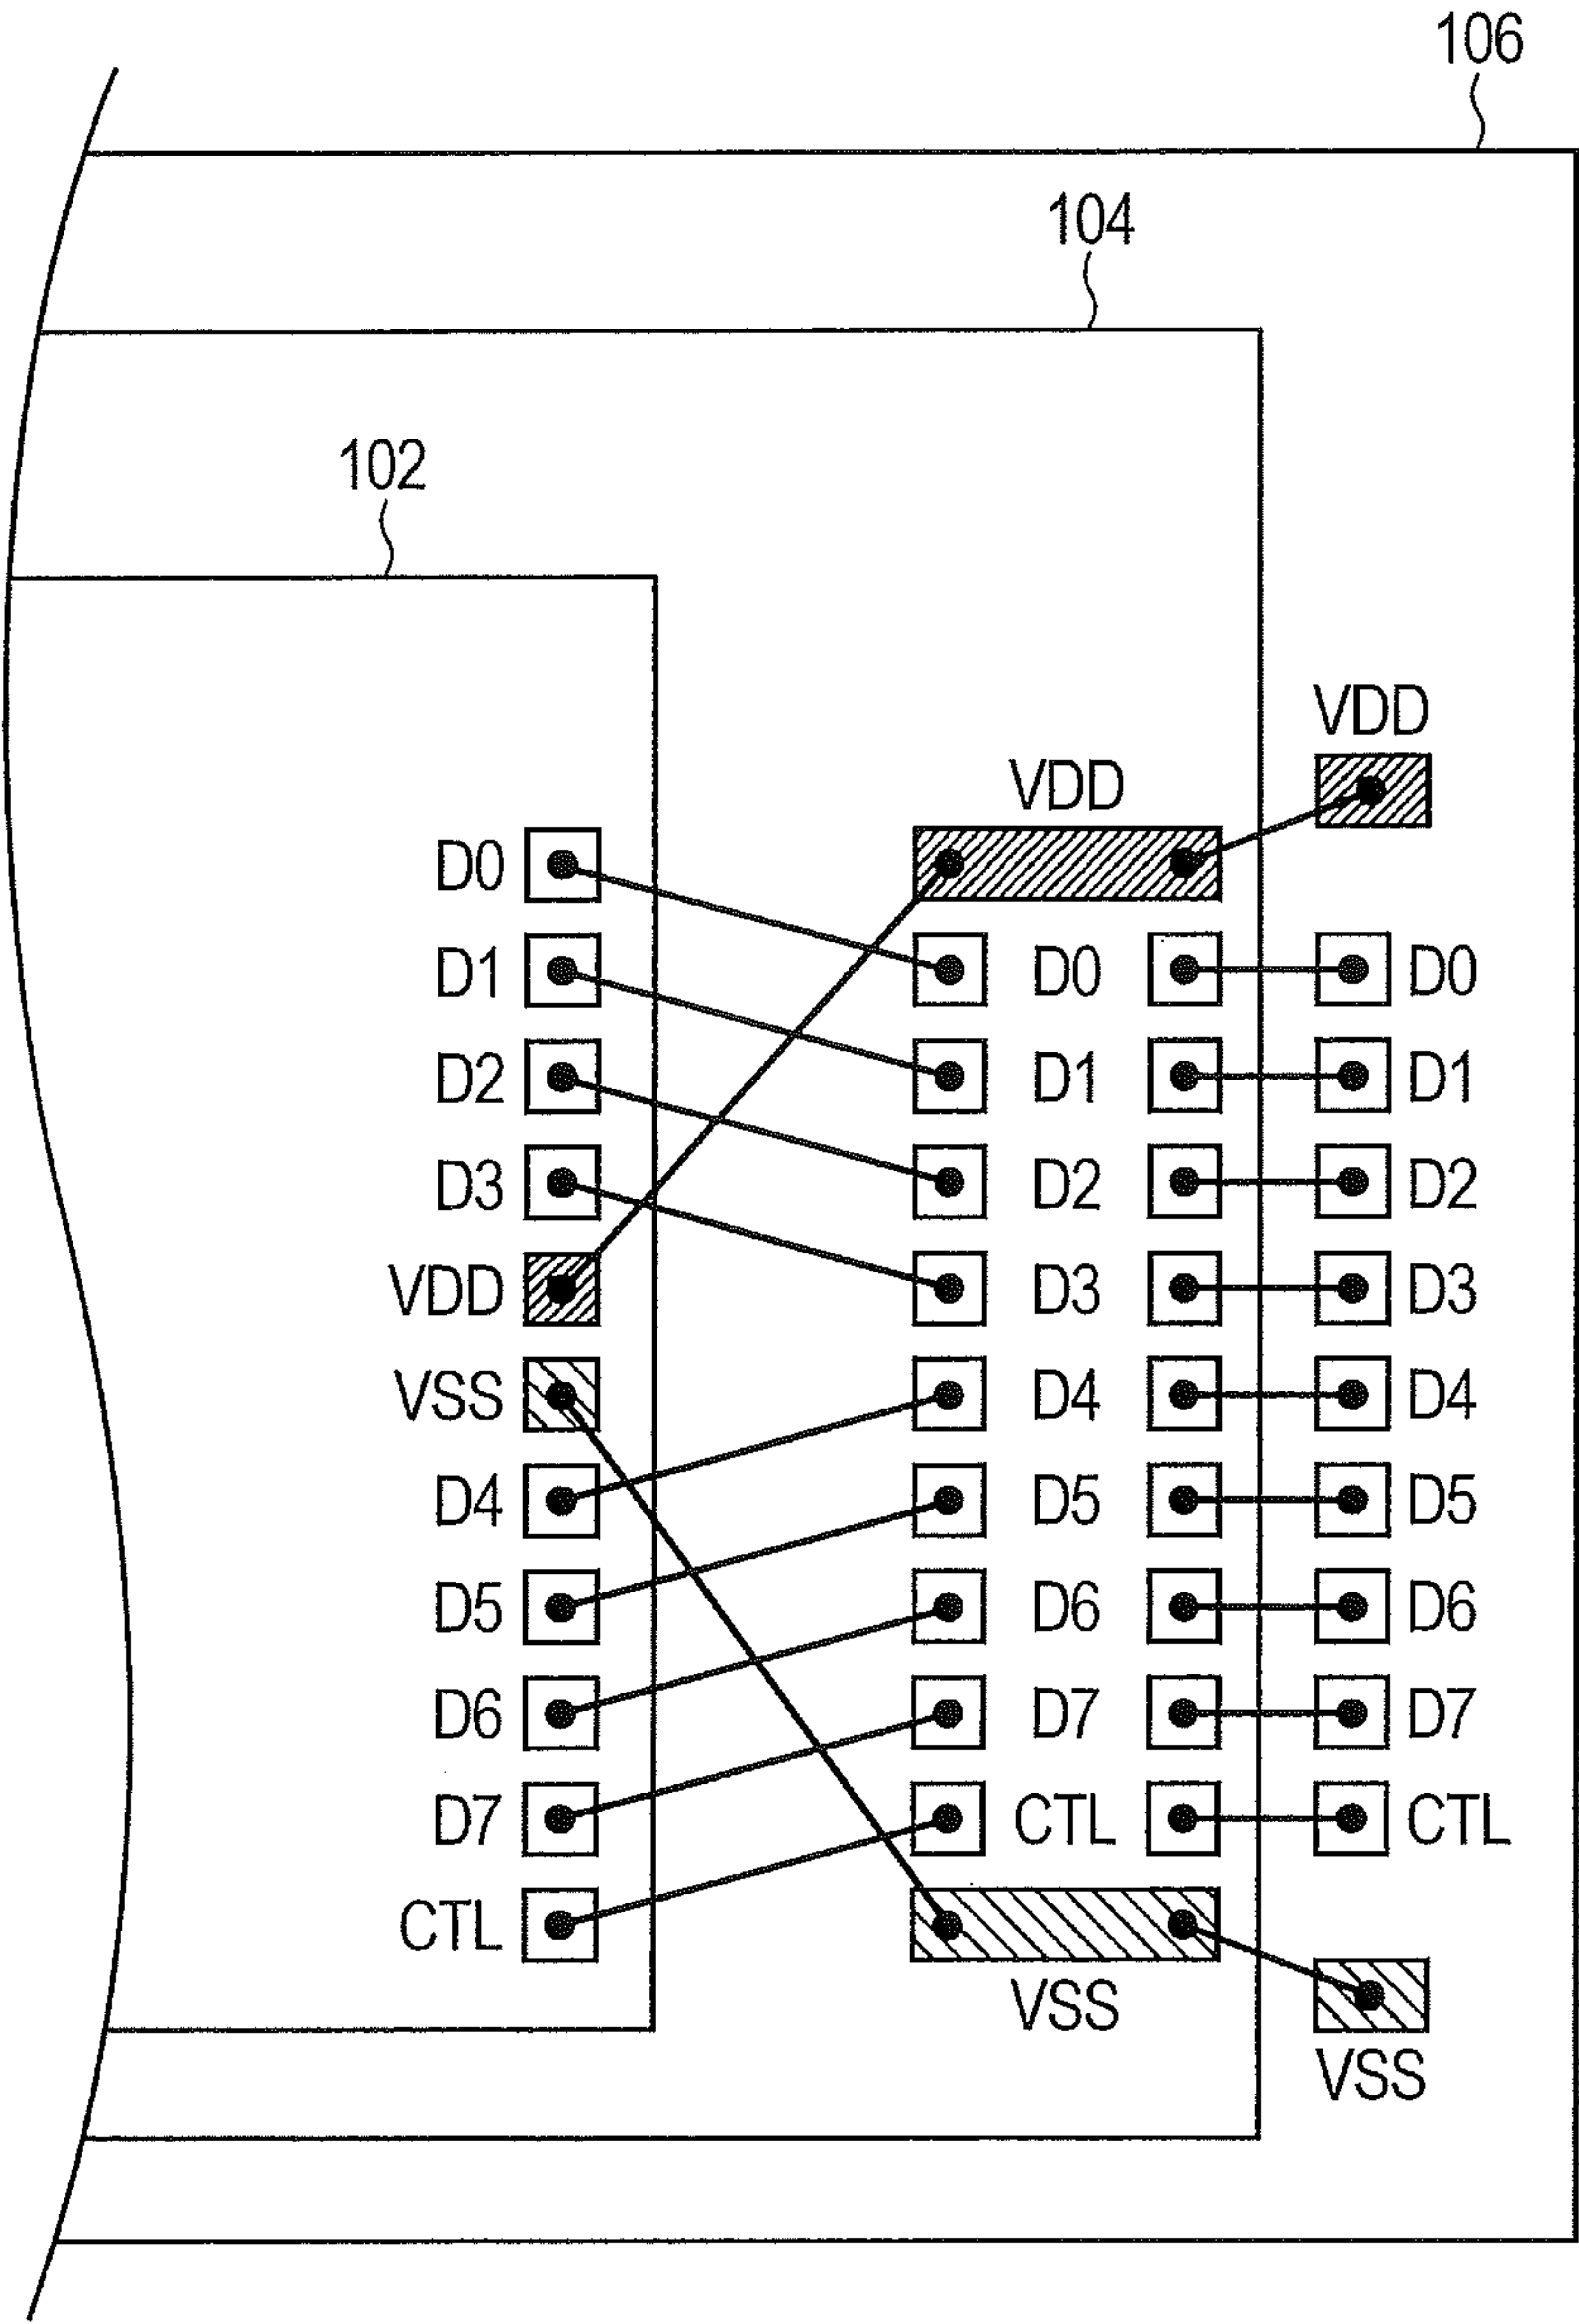 106
104
102
VDD
VDD
D0
D0 D0
D1
D1 D1
D2
D2 D2
D3
D3 D3
VDD
D4 D4
VSS
D5 D5
D4
D6 D6
D5
D7 D7
D6
CTL CTL
D7
CTL
VSS
VSS